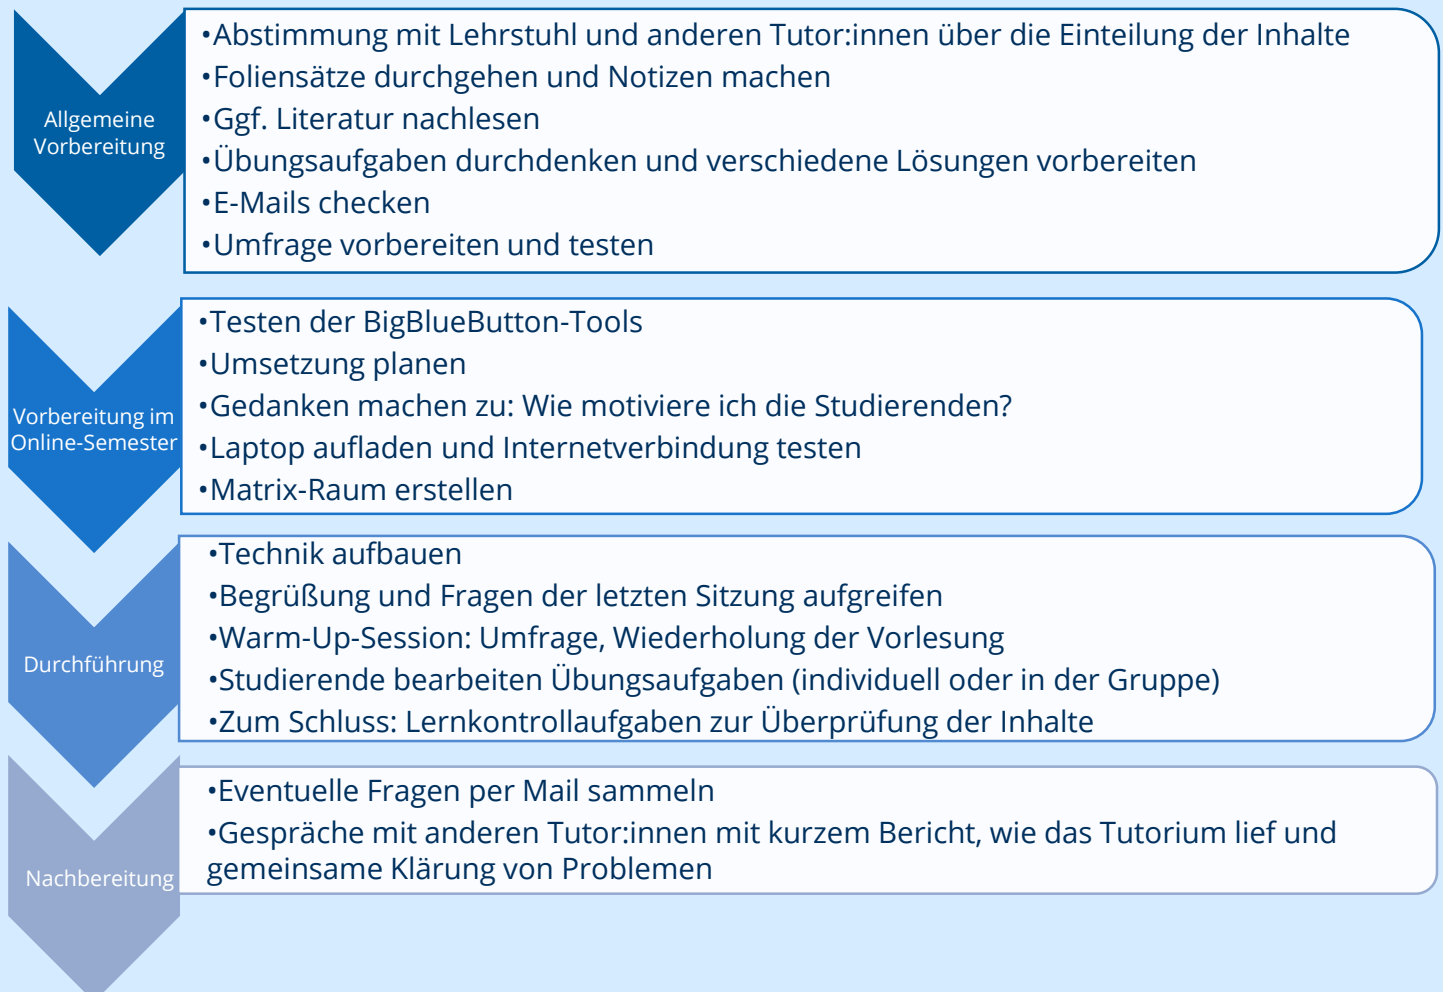 Allgemeine
Vorbereitung
•Abstimmung mit Lehrstuhl und anderen Tutor:innen über die Einteilung der Inhalte
•Foliensätze durchgehen und Notizen machen
•Ggf. Literatur nachlesen
•Übungsaufgaben durchdenken und verschiedene Lösungen vorbereiten
•E-Mails checken
•Umfrage vorbereiten und testen
Vorbereitung im
Online-Semester
•Testen der BigBlueButton-Tools
•Umsetzung planen
•Gedanken machen zu: Wie motiviere ich die Studierenden?
•Laptop aufladen und Internetverbindung testen
•Matrix-Raum erstellen
Durchführung
•Technik aufbauen
•Begrüßung und Fragen der letzten Sitzung aufgreifen
•Warm-Up-Session: Umfrage, Wiederholung der Vorlesung
•Studierende bearbeiten Übungsaufgaben (individuell oder in der Gruppe)
•Zum Schluss: Lernkontrollaufgaben zur Überprüfung der Inhalte
Nachbereitung
•Eventuelle Fragen per Mail sammeln
•Gespräche mit anderen Tutor:innen mit kurzem Bericht, wie das Tutorium lief und
gemeinsame Klärung von Problemen